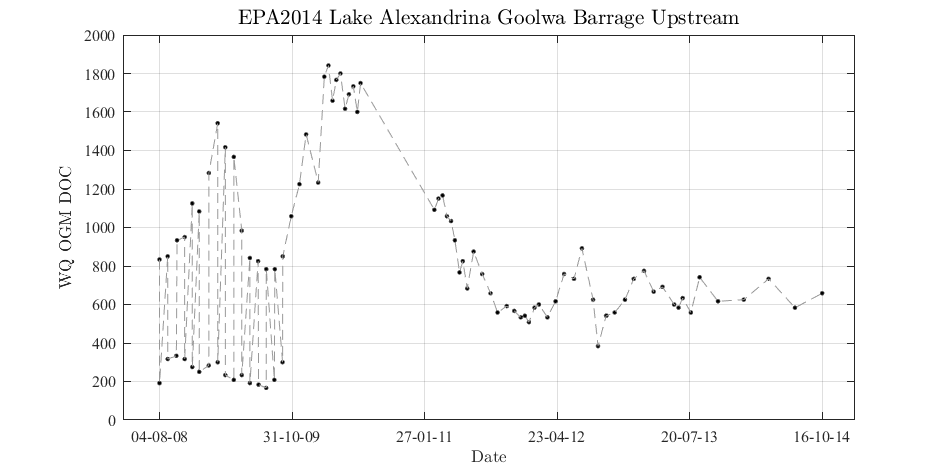 EPA2014 Lake Alexandrina Goolwa Barrage Upstream
2000
1800
1600
1400
1200
1000
800
600
400
200
0
WQ OGM DOC
04-08-08 31-10-09 27-01-11 23-04-12 20-07-13 16-10-14
Date